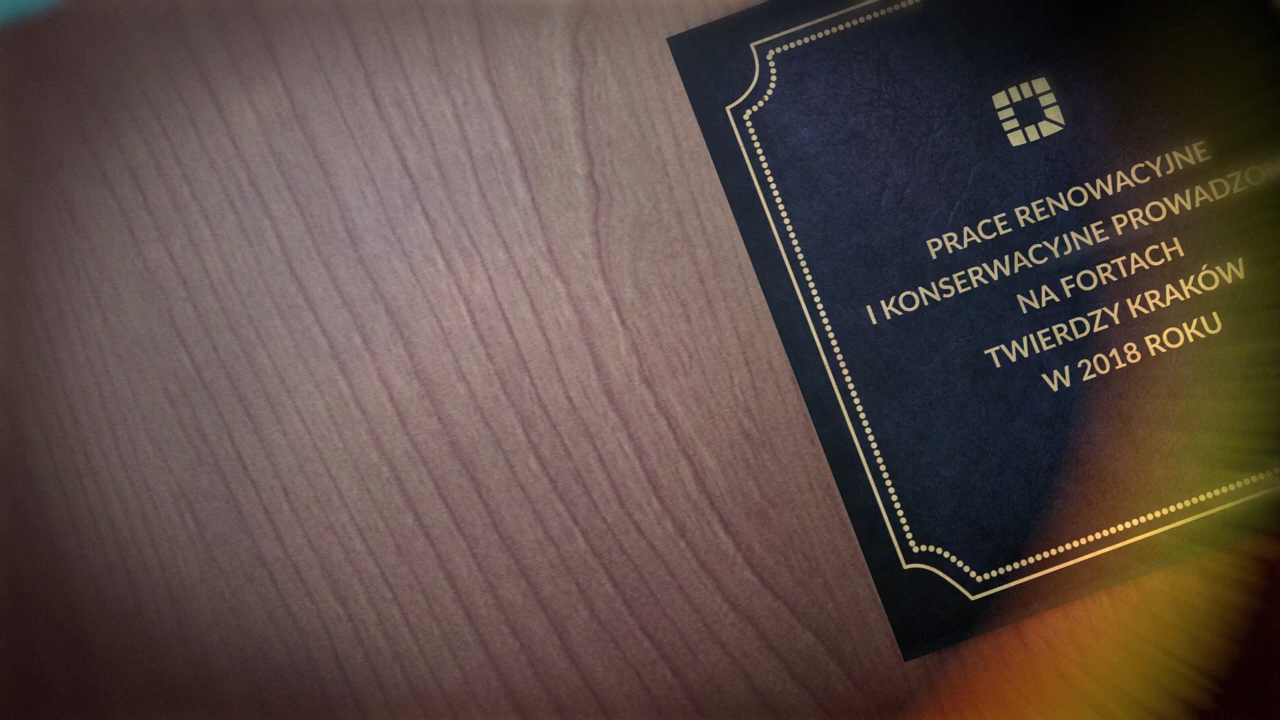 PRACE RENOWACYJNE
I KONSERWACYJNE
NA FORTACH
TWIERDZY KRAKÓW
W 2018 ROKU